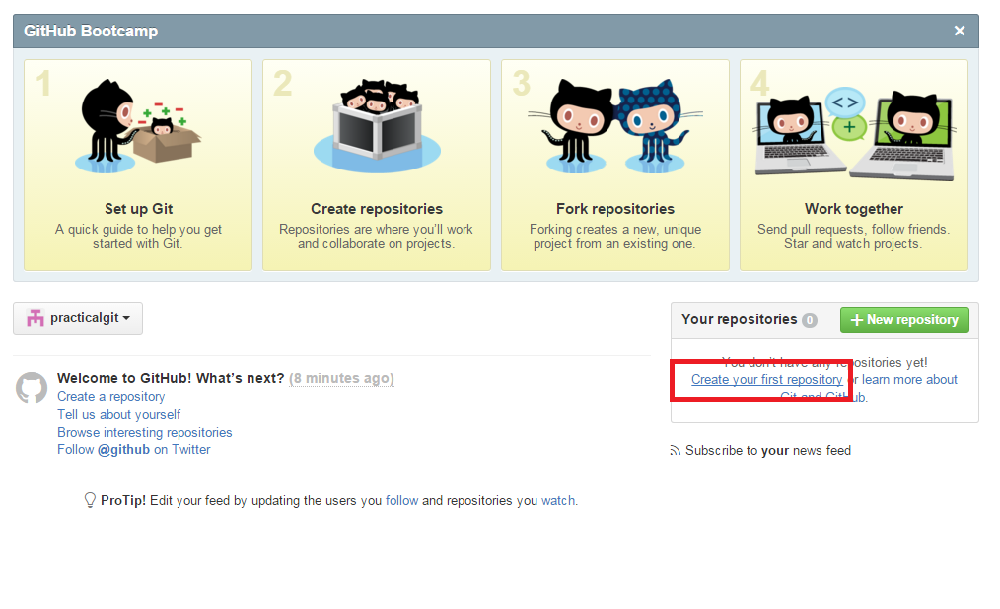 GitHub Bootcamp
×
1
Set up Git
A quick guide to help you get
started with Git.
2
Create repositories
Repositories are where you'll work
and collaborate on projects.
3
Fork repositories
Forking creates a new, unique
project from an existing one.
4
Work together
Send pull requests, follow friends.
Star and watch projects.
practicalgit
Welcome to GitHub! What's next? (8 minutes ago)
Create a repository
Tell us about yourself
Browse interesting repositories
Follow @github on Twitter
ProTip! Edit your feed by updating the users you follow and repositories you watch.
Your repositories 0
+ New repository
You don't have any repositories yet!
Create your first repository or learn more about
Git and GitHub.
Subscribe to your news feed